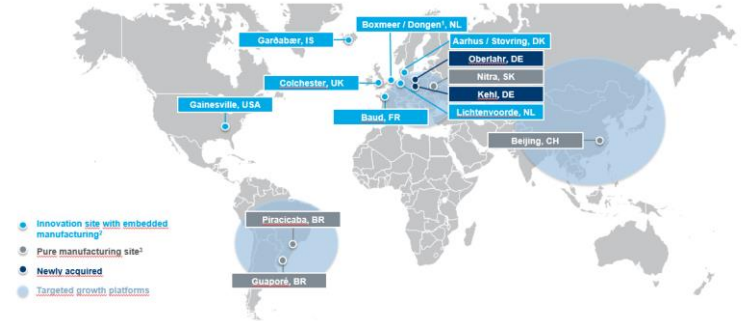 Boxmeer / Dongen¹, NL
Garðabær, IS
Aarhus / Stovring, DK
Oberlahr, DE
Colchester, UK
Nitra, SK
Kehl, DE
Gainesville, USA
Baud, FR
Lichtenvoorde, NL
Beijing, CH
Piracicaba, BR
Guaporé, BR
Innovation site with embedded
manufacturing²
Pure manufacturing site³
Newly acquired
Targeted growth platforms